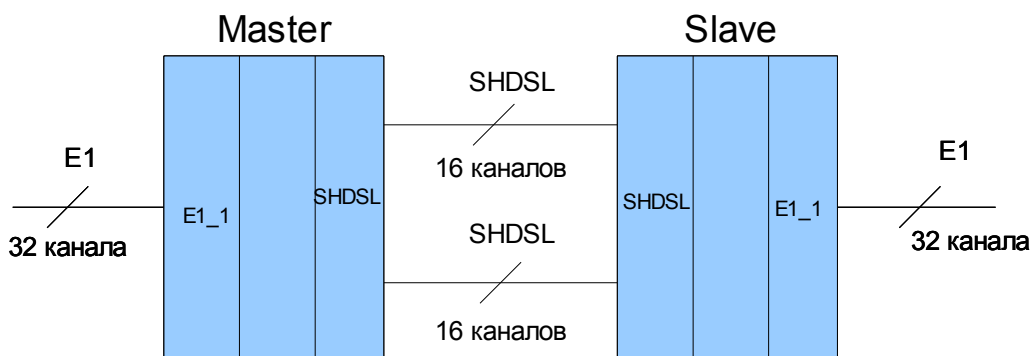 Master
Slave
SHDSL
16 каналов
E1
32 канала
E1_1
SHDSL
SHDSL
E1_1
E1
32 канала
SHDSL
16 каналов